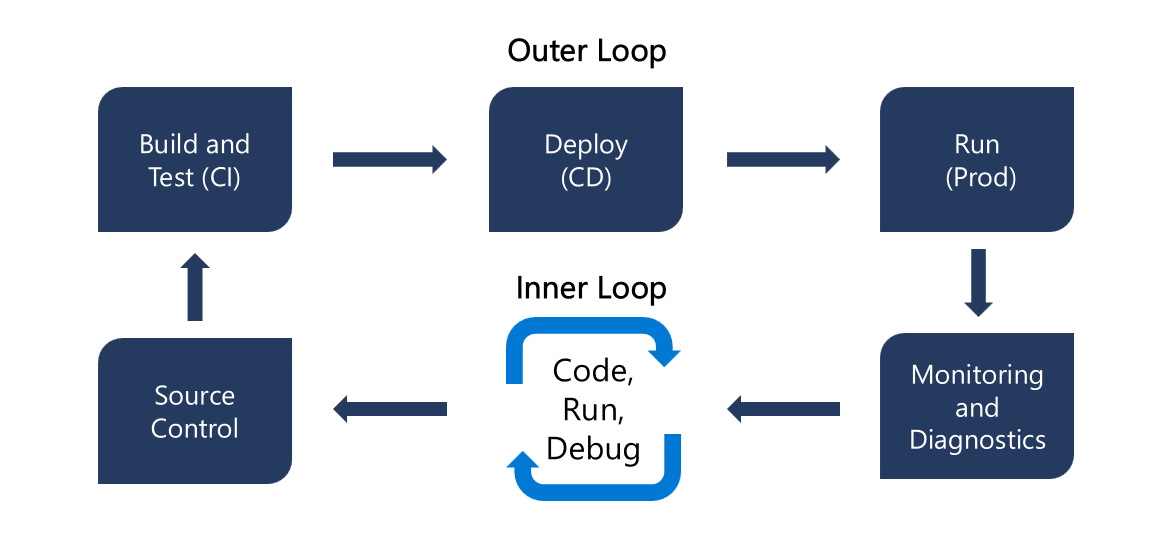 Outer Loop
Build and
Test (CI)
Deploy
(CD)
Run
(Prod)
Inner Loop
Source
Control
Code,
Run,
Debug
Monitoring
and
Diagnostics